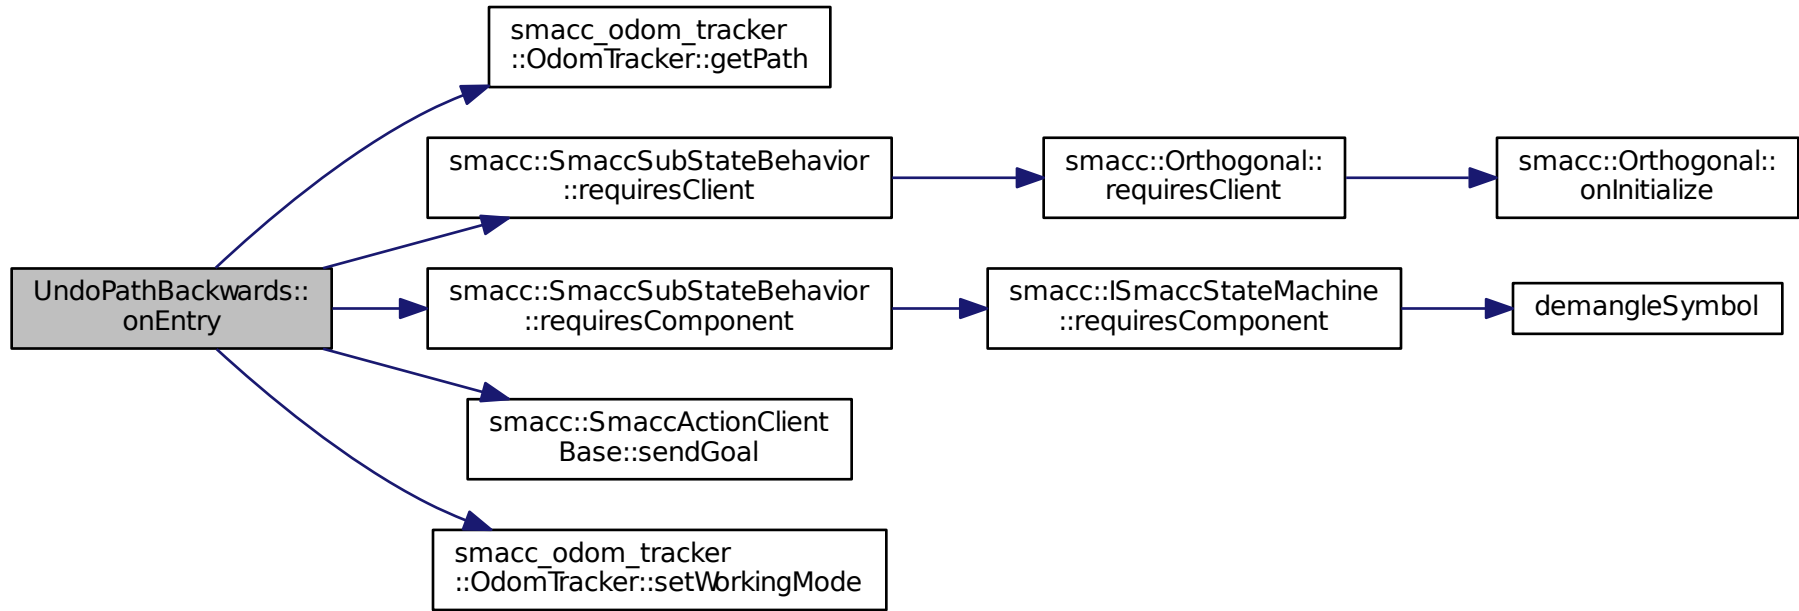 smacc_odom_tracker
::OdomTracker::getPath
smacc::SmaccSubStateBehavior
::requiresClient
smacc::Orthogonal::
requiresClient
smacc::Orthogonal::
onInitialize
UndoPathBackwards::
onEntry
smacc::SmaccSubStateBehavior
::requiresComponent
smacc::ISmaccStateMachine
::requiresComponent
demangleSymbol
smacc::SmaccActionClient
Base::sendGoal
smacc_odom_tracker
::OdomTracker::setWorkingMode